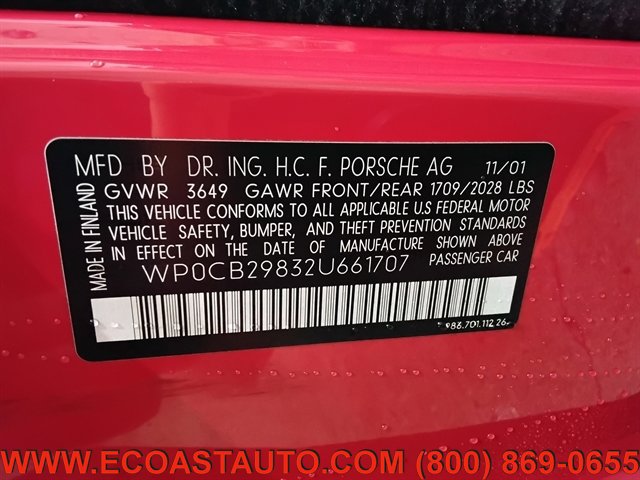 MFD BY DR. ING. H.C. F. PORSCHE AG 11/01
GVWR 3649 GAWR FRONT/REAR 1709/2028 LBS
THIS VEHICLE CONFORMS TO ALL APPLICABLE U.S FEDERAL MOTOR
VEHICLE SAFETY, BUMPER, AND THEFT PREVENTION STANDARDS
IN EFFECT ON THE DATE OF MANUFACTURE SHOWN ABOVE
WP0CB29832U661707 PASSENGER CAR
MADE IN FINLAND
986.701.112.26
WWW.ECOASTAUTO.COM (800) 869-0655